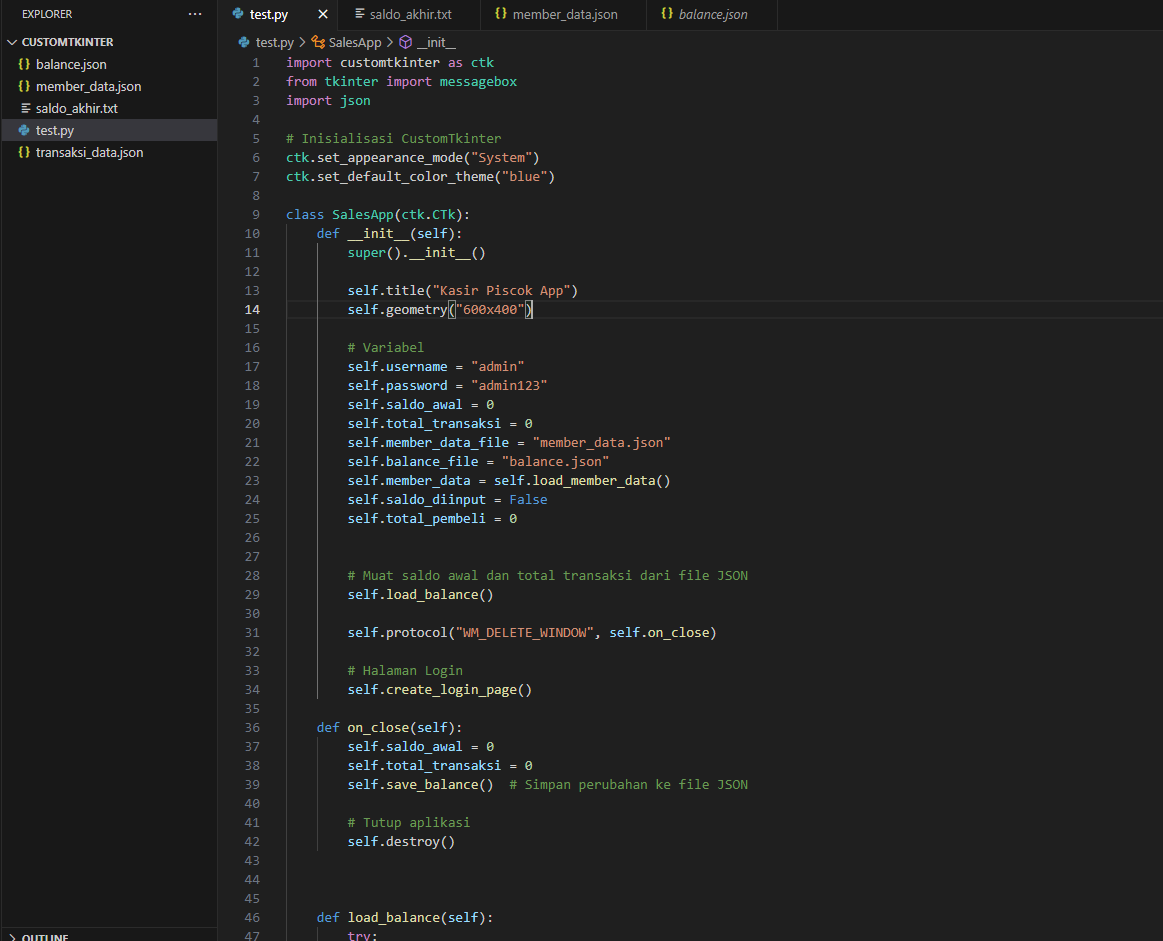 EXPLORER
···
CUSTOMTKINTER
{} balance.json
{} member_data.json
saldo_akhir.txt
test.py
{} transaksi_data.json
OUTLINE
test.py ×
saldo_akhir.txt
{} member_data.json
{} balance.json
test.py > SalesApp > __init__
1 import customtkinter as ctk
2 from tkinter import messagebox
3 import json
4
5 # Inisialisasi CustomTkinter
6 ctk.set_appearance_mode("System")
7 ctk.set_default_color_theme("blue")
8
9 class SalesApp(ctk.CTk):
10     def __init__(self):
11         super().__init__()
12
13         self.title("Kasir Piscok App")
14         self.geometry("600x400")
15
16         # Variabel
17         self.username = "admin"
18         self.password = "admin123"
19         self.saldo_awal = 0
20         self.total_transaksi = 0
21         self.member_data_file = "member_data.json"
22         self.balance_file = "balance.json"
23         self.member_data = self.load_member_data()
24         self.saldo_diinput = False
25         self.total_pembeli = 0
26
27
28         # Muat saldo awal dan total transaksi dari file JSON
29         self.load_balance()
30
31         self.protocol("WM_DELETE_WINDOW", self.on_close)
32
33         # Halaman Login
34         self.create_login_page()
35
36     def on_close(self):
37         self.saldo_awal = 0
38         self.total_transaksi = 0
39         self.save_balance()  # Simpan perubahan ke file JSON
40
41         # Tutup aplikasi
42         self.destroy()
43
44
45
46     def load_balance(self):
47         try: